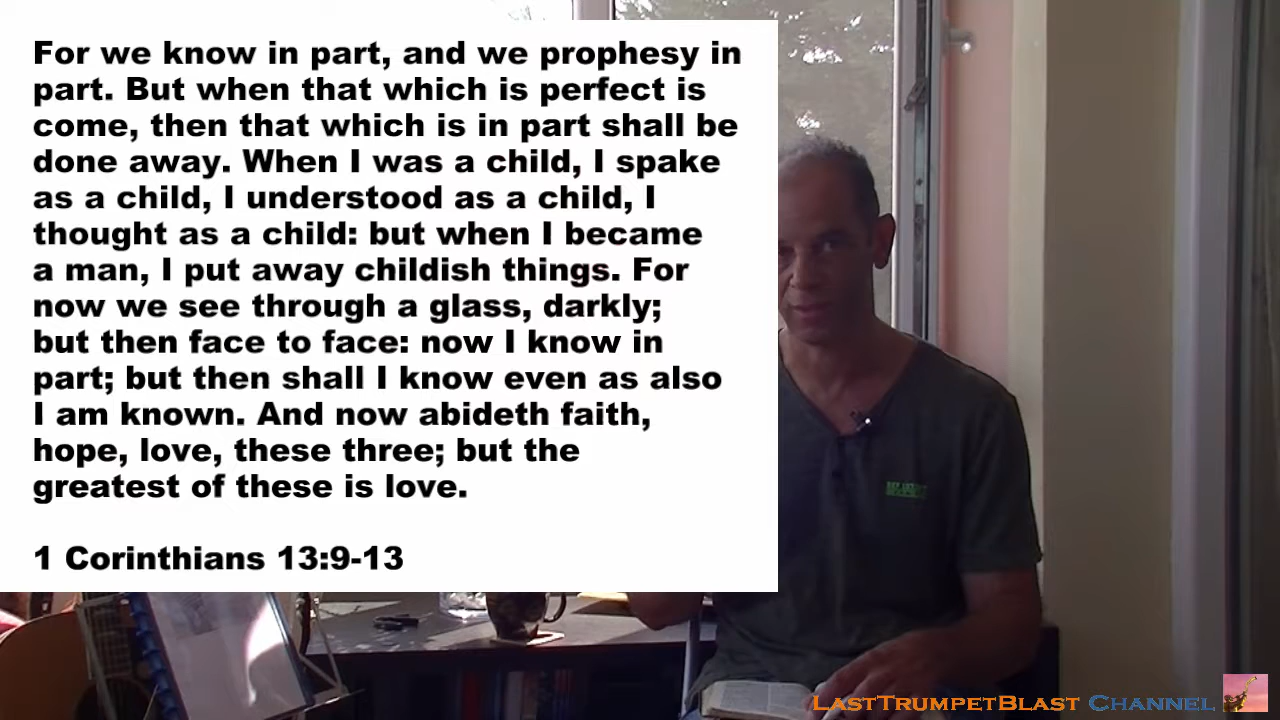 For we know in part, and we prophesy in
part. But when that which is perfect is
come, then that which is in part shall be
done away. When I was a child, I spake
as a child, I understood as a child, I
thought as a child: but when I became
a man, I put away childish things. For
now we see through a glass, darkly;
but then face to face: now I know in
part; but then shall I know even as also
I am known. And now abideth faith,
hope, love, these three; but the
greatest of these is love.
1 Corinthians 13:9-13
LASTTRUMPETBLAST CHANNEL